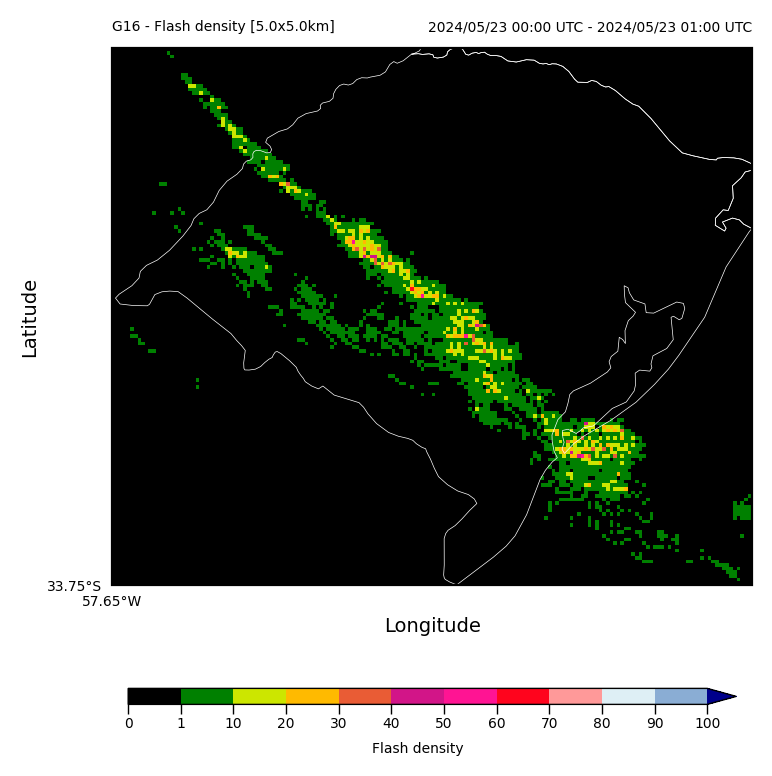 G16 - Flash density [5.0x5.0km] 2024/05/23 00:00 UTC - 2024/05/23 01:00 UTC
Latitude
33.75°S
57.65°W
Longitude
0 1 10 20 30 40 50 60 70 80 90 100
Flash density